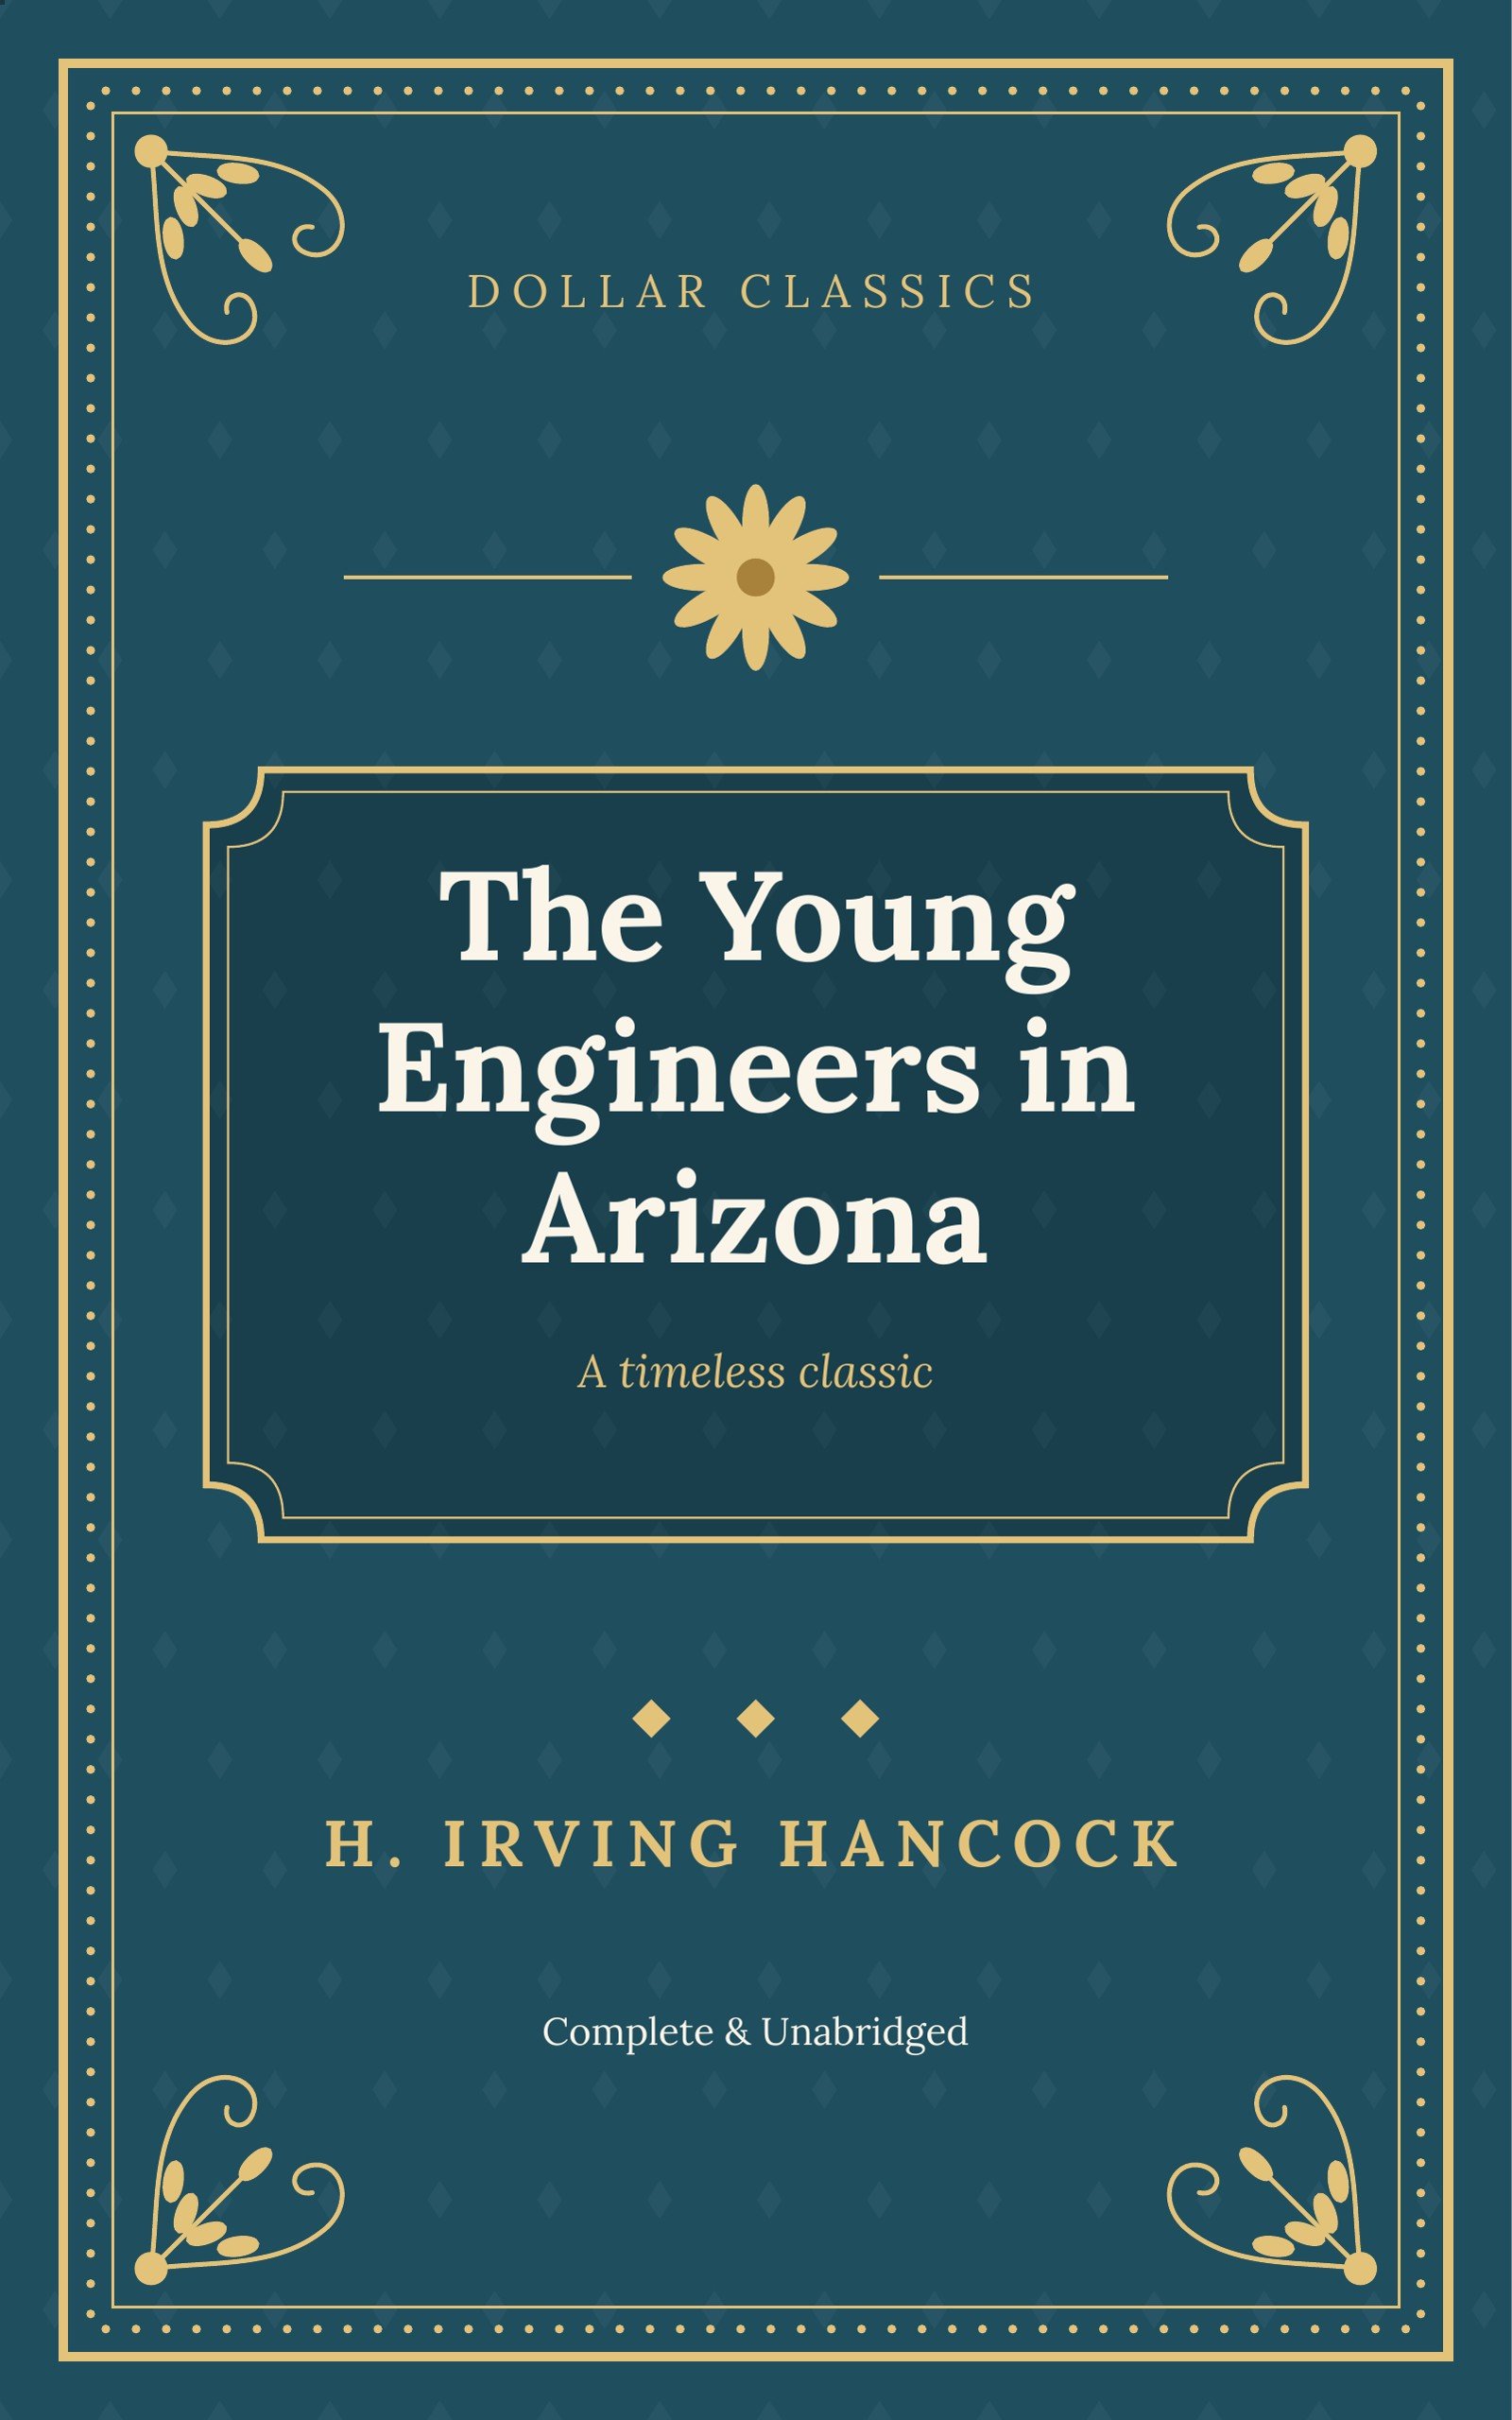 DOLLAR CLASSICS
The Young
Engineers in
Arizona
A timeless classic
H. IRVING HANCOCK
Complete & Unabridged